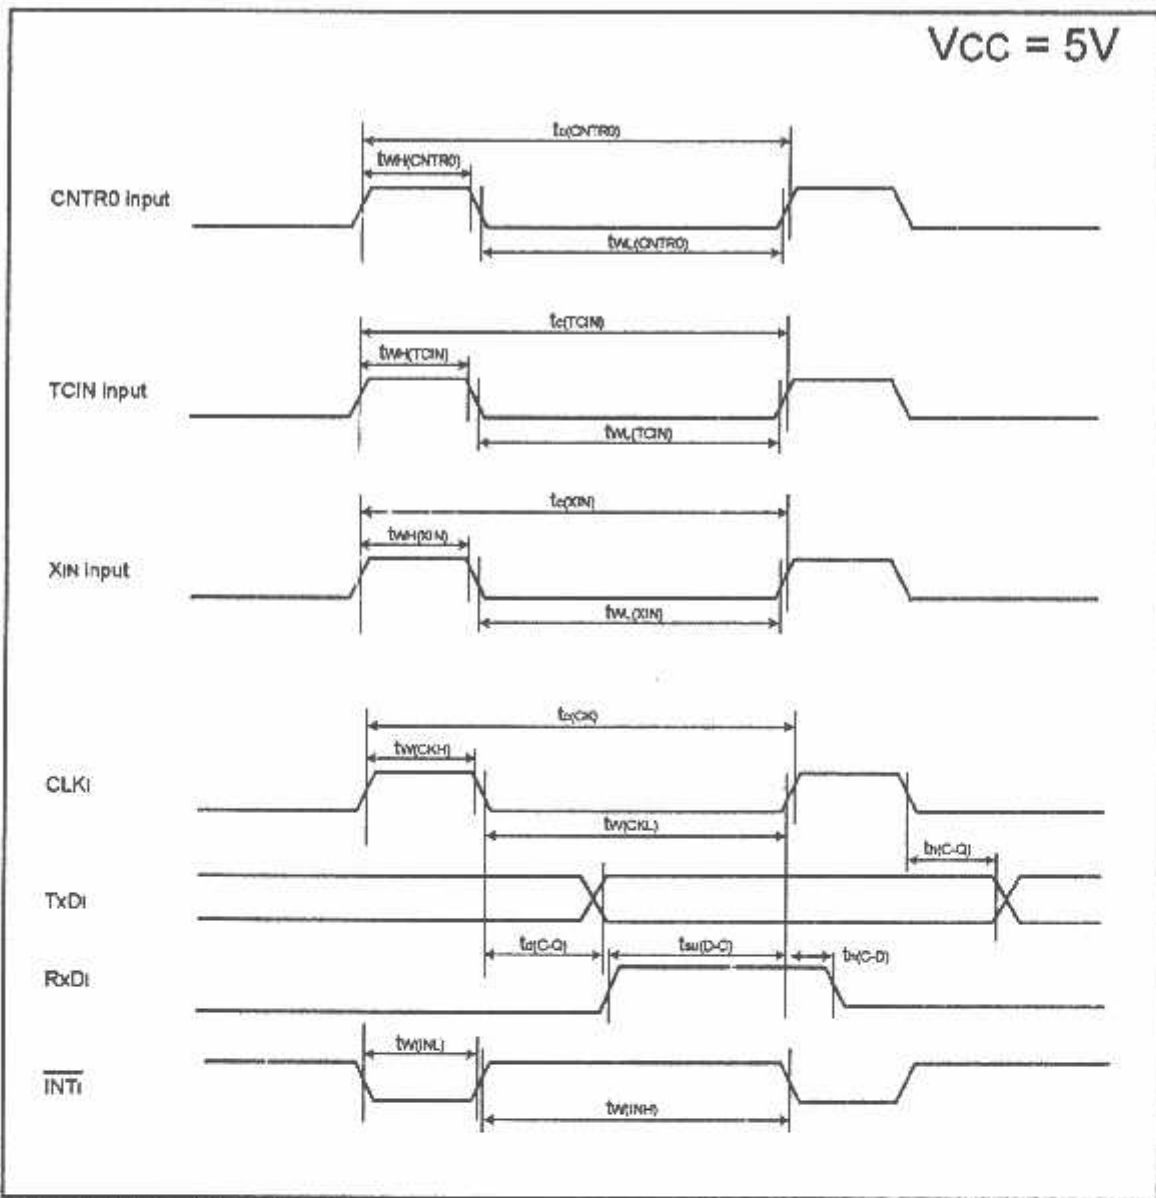 VCC = 5V
tc(CNTR0)
tWH(CNTR0)
CNTR0 Input
tWL(CNTR0)
tc(TCIN)
tWH(TCIN)
TCIN Input
tWL(TCIN)
tc(XIN)
tWH(XIN)
XIN Input
tWL(XIN)
tc(CK)
tW(CKH)
CLKi
tW(CKL)
th(C-Q)
TxDi
td(C-Q)
tsu(D-C)
th(C-D)
RxDi
tW(INL)
INTi
tW(INH)